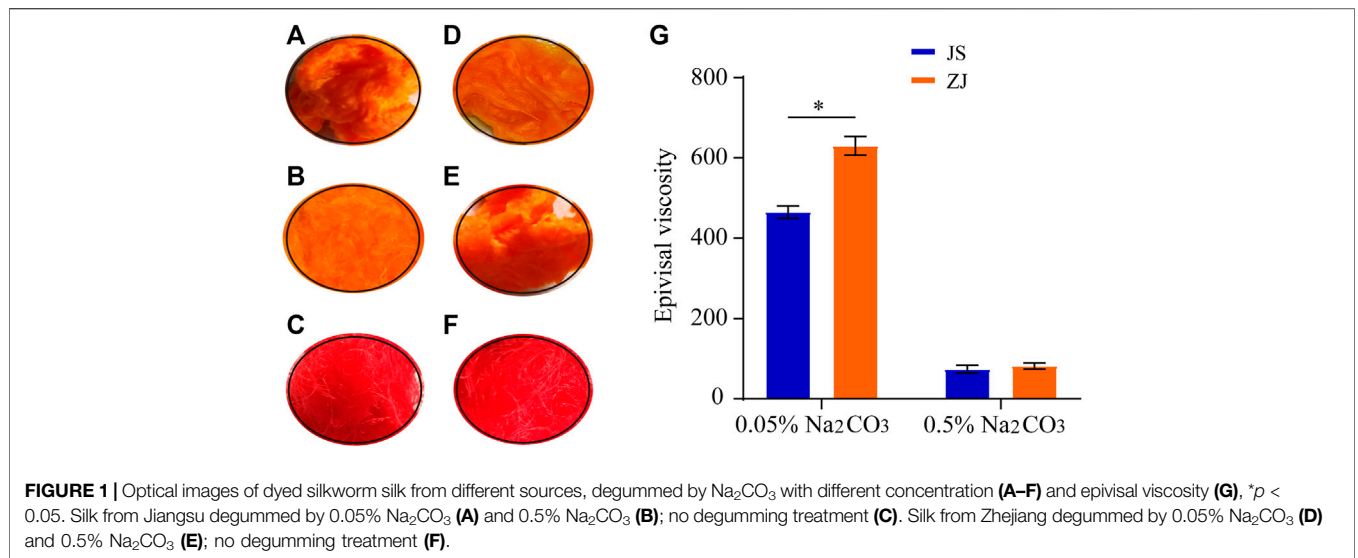 A
D
G
JS
ZJ
B
E
C
F
Epivisal viscosity
800
600
400
200
0
*
0.05% Na₂CO₃
0.5% Na₂CO₃
FIGURE 1 | Optical images of dyed silkworm silk from different sources, degummed by Na₂CO₃ with different concentration (A–F) and epivisal viscosity (G), *p <
0.05. Silk from Jiangsu degummed by 0.05% Na₂CO₃ (A) and 0.5% Na₂CO₃ (B); no degumming treatment (C). Silk from Zhejiang degummed by 0.05% Na₂CO₃ (D)
and 0.5% Na₂CO₃ (E); no degumming treatment (F).